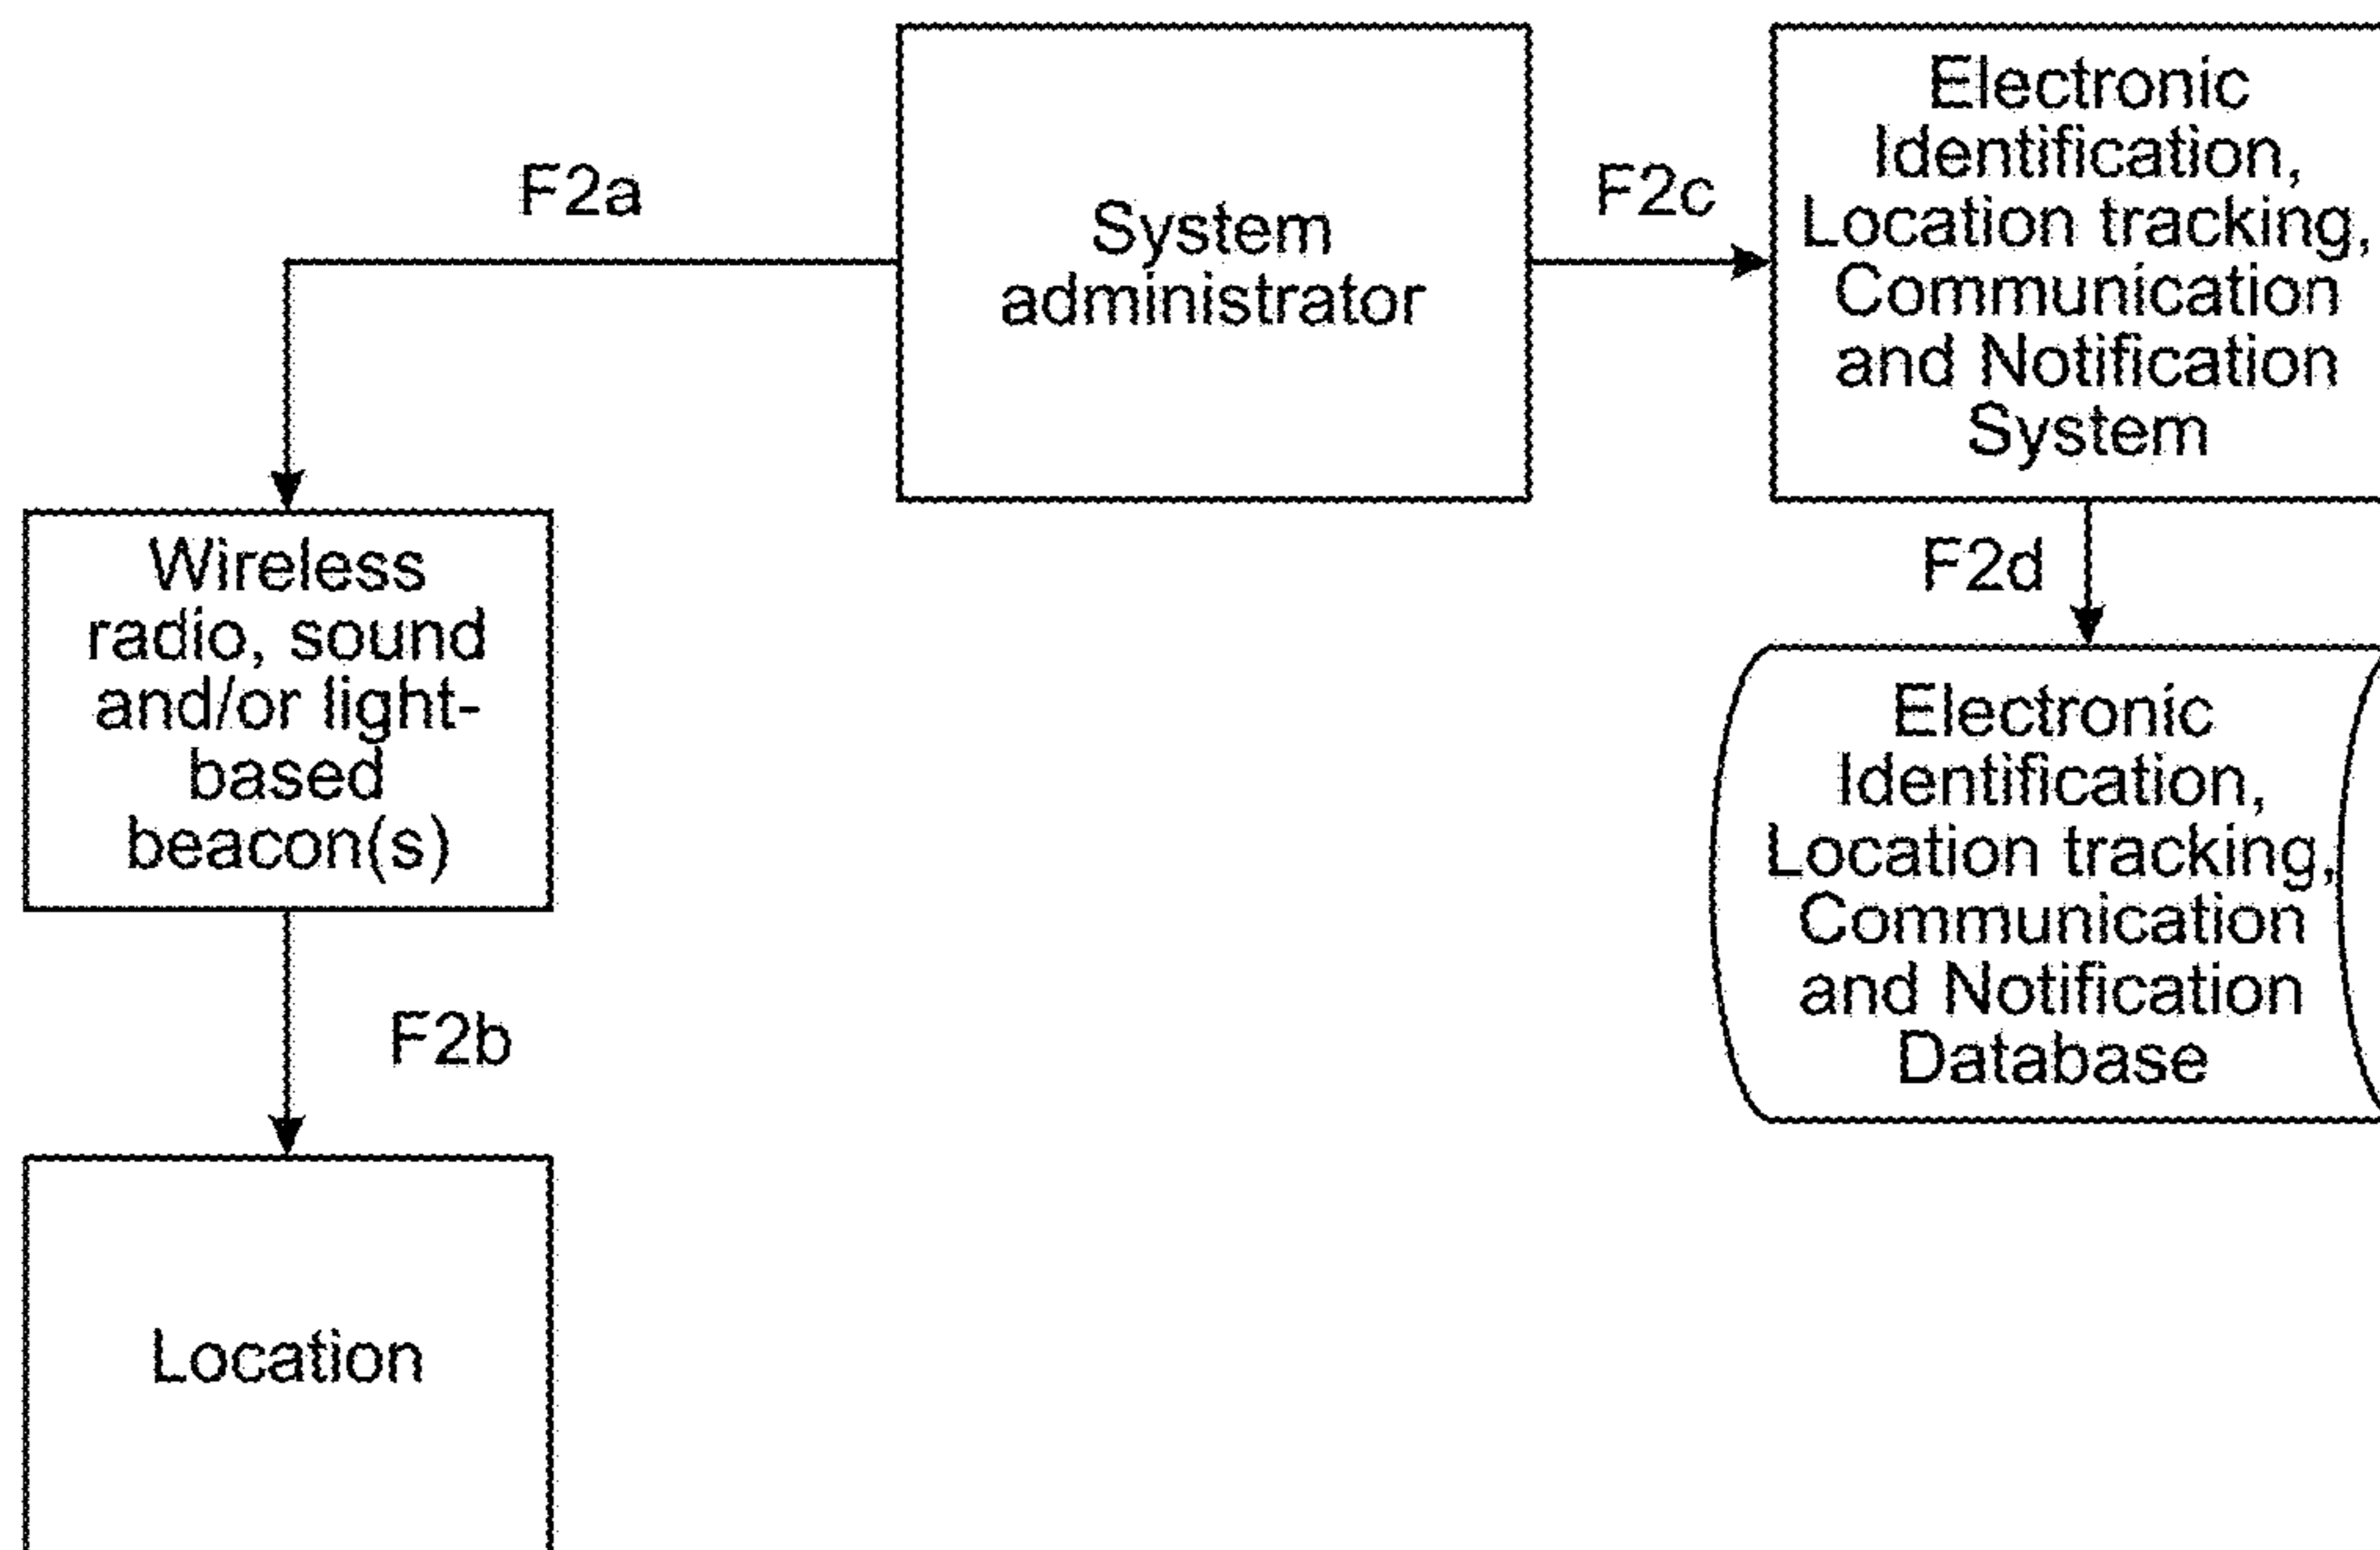 F2a
System
administrator
F2c
Electronic
Identification,
Location tracking,
Communication
and Notification
System
Wireless
radio, sound
and/or light-
based
beacon(s)
F2d
Electronic
Identification,
Location tracking,
Communication
and Notification
Database
F2b
Location